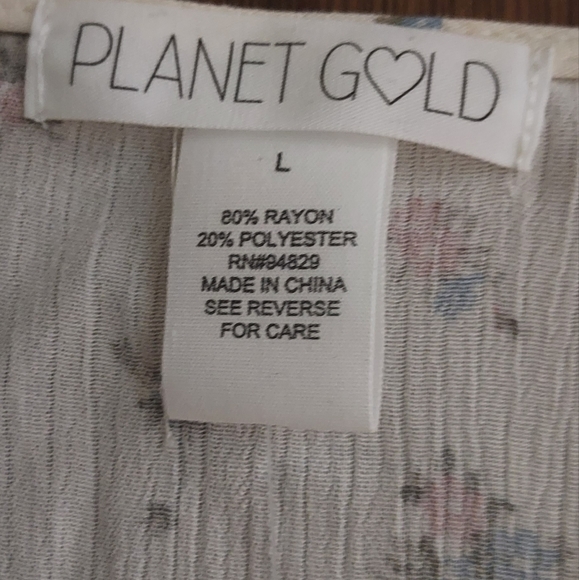 PLANET GOLD
L
80% RAYON
20% POLYESTER
RN#94829
MADE IN CHINA
SEE REVERSE
FOR CARE